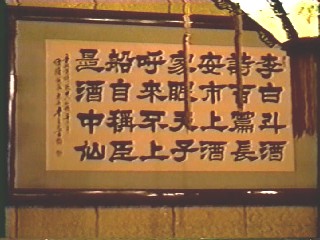 李白斗酒
詩百篇長
安市上酒
家眠天子
呼來不上
船自稱臣
是酒中仙